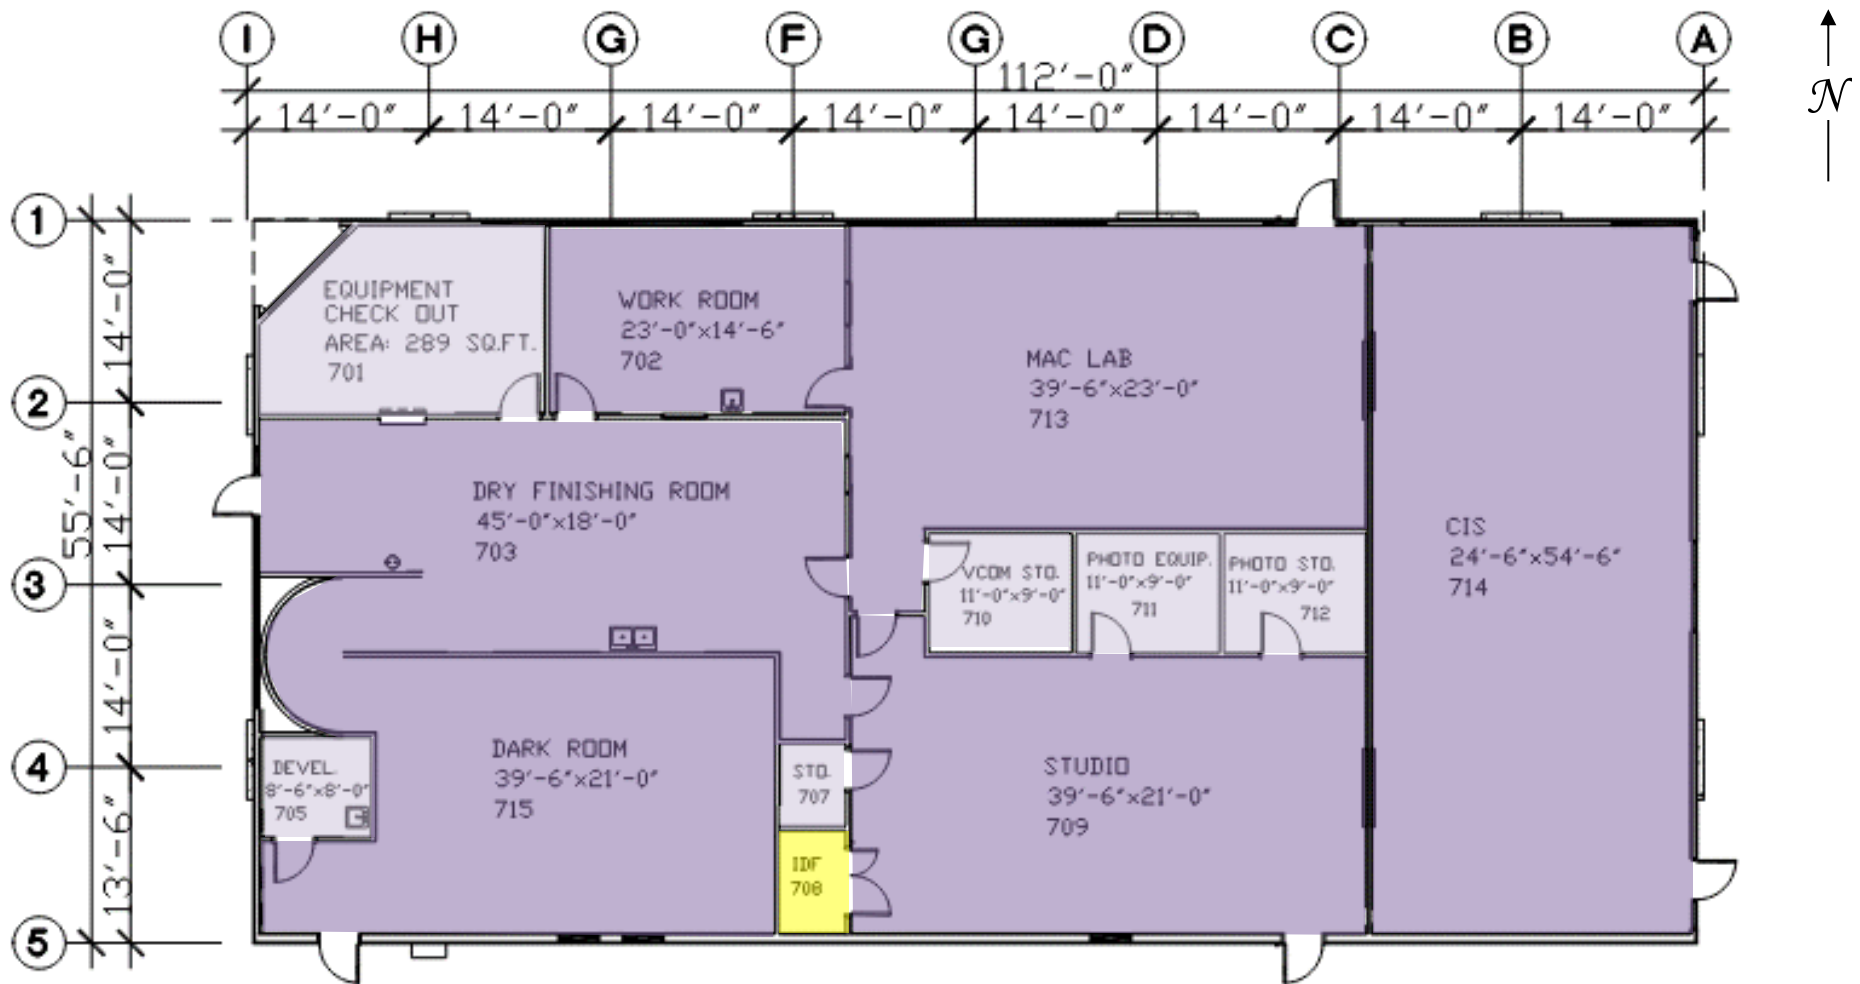 I H G F G D C B A
112'-0"
14'-0" 14'-0" 14'-0" 14'-0" 14'-0" 14'-0" 14'-0" 14'-0"
N
1
2
3
4
5
55'-6"
14'-0"
14'-0"
14'-0"
13'-6"
EQUIPMENT
CHECK OUT
AREA: 289 SQ.FT.
701
WORK ROOM
23'-0"x14'-6"
702
MAC LAB
39'-6"x23'-0"
713
DRY FINISHING ROOM
45'-0"x18'-0"
703
CIS
24'-6"x54'-6"
714
VCOM STO.
11'-0"x9'-0"
710
PHOTO EQUIP.
11'-0"x9'-0"
711
PHOTO STO.
11'-0"x9'-0"
712
DARK ROOM
39'-6"x21'-0"
715
DEVEL.
8'-6"x8'-0"
705
STO.
707
STUDIO
39'-6"x21'-0"
709
IDF
708